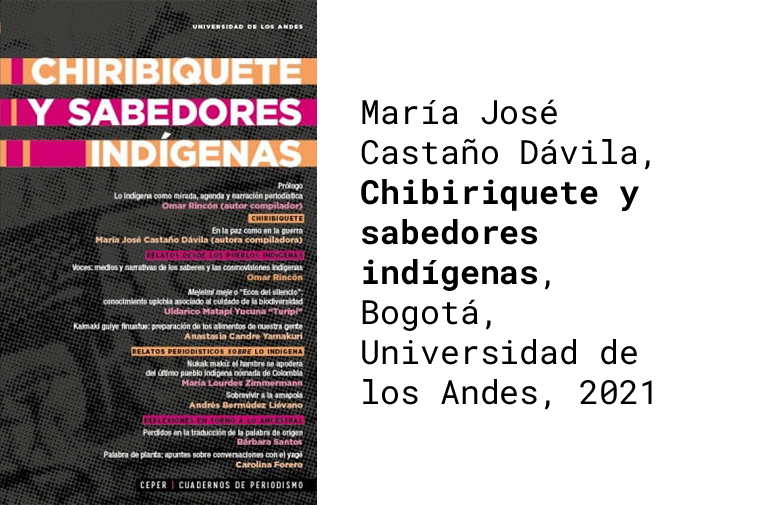 UNIVERSIDAD DE LOS ANDES
CHIRIBIQUETE
Y SABEDORES
INDÍGENAS
Prólogo
Lo indígena como mirada, agenda y narración periodística
Omar Rincón (autor compilador)
CHIRIBIQUETE
En la paz como en la guerra
María José Castaño Dávila (autora compiladora)
RELATOS DESDE LOS PUEBLOS INDÍGENAS
Voces: medios y narrativas de los saberes y las cosmovisiones indígenas
Omar Rincón
Mejeimi meje o “Ecos del silencio”:
conocimiento upichia asociado al cuidado de la biodiversidad
Uldarico Matapí Yucuna “Turipí”
Kaimaki guiye finuafue: preparación de los alimentos de nuestra gente
Anastasia Candre Yamakuri
RELATOS PERIODÍSTICOS SOBRE LO INDÍGENA
Nukak makú: el hambre se apodera
del último pueblo indígena nómada de Colombia
María Lourdes Zimmermann
Sobrevivir a la amapola
Andrés Bermúdez Liévano
REFLEXIONES EN TORNO A LO ANCESTRAL
Perdidos en la traducción de la palabra de origen
Bárbara Santos
Palabra de planta: apuntes sobre conversaciones con el yagé
Carolina Forero
CEPER | CUADERNOS DE PERIODISMO
María José
Castaño Dávila,
Chibiriquete y
sabedores
indígenas,
Bogotá,
Universidad de
los Andes, 2021